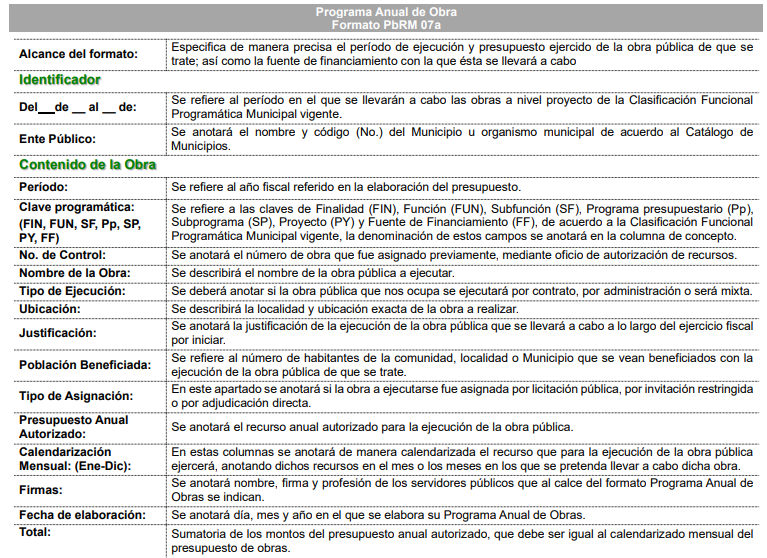 Programa Anual de Obra
Formato PbRM 07a
Alcance del formato:
Especifica de manera precisa el período de ejecución y presupuesto ejercido de la obra pública de que se
trate; así como la fuente de financiamiento con la que ésta se llevará a cabo
Identificador
Del__de __ al __ de:
Se refiere al período en el que se llevarán a cabo las obras a nivel proyecto de la Clasificación Funcional
Programática Municipal vigente.
Ente Público:
Se anotará el nombre y código (No.) del Municipio u organismo municipal de acuerdo al Catálogo de
Municipios.
Contenido de la Obra
Período:
Se refiere al año fiscal referido en la elaboración del presupuesto.
Clave programática:
(FIN, FUN, SF, Pp, SP,
PY, FF)
Se refiere a las claves de Finalidad (FIN), Función (FUN), Subfunción (SF), Programa presupuestario (Pp),
Subprograma (SP), Proyecto (PY) y Fuente de Financiamiento (FF), de acuerdo a la Clasificación Funcional
Programática Municipal vigente, la denominación de estos campos se anotará en la columna de concepto.
No. de Control:
Se anotará el número de obra que fue asignado previamente, mediante oficio de autorización de recursos.
Nombre de la Obra:
Se describirá el nombre de la obra pública a ejecutar.
Tipo de Ejecución:
Se deberá anotar si la obra pública que nos ocupa se ejecutará por contrato, por administración o será mixta.
Ubicación:
Se describirá la localidad y ubicación exacta de la obra a realizar.
Justificación:
Se anotará la justificación de la ejecución de la obra pública que se llevará a cabo a lo largo del ejercicio fiscal
por iniciar.
Población Beneficiada:
Se refiere al número de habitantes de la comunidad, localidad o Municipio que se vean beneficiados con la
ejecución de la obra pública de que se trate.
Tipo de Asignación:
En este apartado se anotará si la obra a ejecutarse fue asignada por licitación pública, por invitación restringida
o por adjudicación directa.
Presupuesto Anual
Autorizado:
Se anotará el recurso anual autorizado para la ejecución de la obra pública.
Calendarización
Mensual: (Ene-Dic):
En estas columnas se anotará de manera calendarizada el recurso que para la ejecución de la obra pública
ejercerá, anotando dichos recursos en el mes o los meses en los que se pretenda llevar a cabo dicha obra.
Firmas:
Se anotará nombre, firma y profesión de los servidores públicos que al calce del formato Programa Anual de
Obras se indican.
Fecha de elaboración:
Se anotará día, mes y año en el que se elabora su Programa Anual de Obras.
Total:
Sumatoria de los montos del presupuesto anual autorizado, que debe ser igual al calendarizado mensual del
presupuesto de obras.